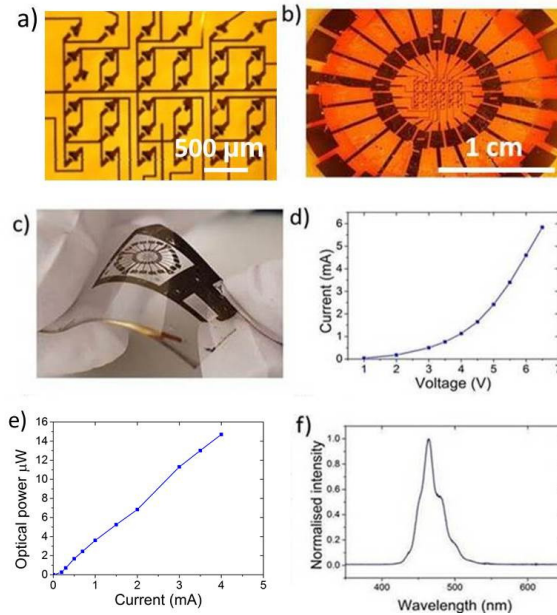 a)
500 µm
b)
1 cm
c)
d)
Current (mA)
6
5
4
3
2
1
0
1 2 3 4 5 6 7
Voltage (V)
e)
Optical power µW
16
14
12
10
8
6
4
2
0
0 1 2 3 4 5
Current (mA)
f)
Normalised intensity
1.0
0.8
0.6
0.4
0.2
0.0
400 500 600
Wavelength (nm)